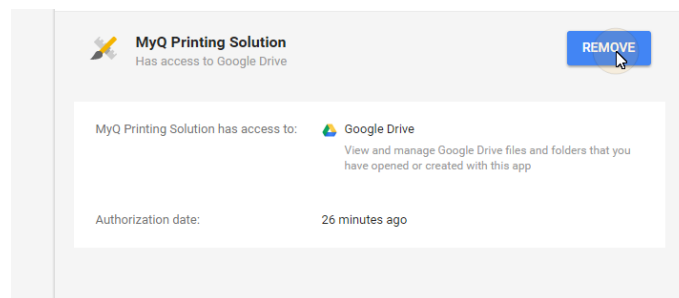 MyQ Printing Solution
Has access to Google Drive
REMOVE
MyQ Printing Solution has access to:
Google Drive
View and manage Google Drive files and folders that you
have opened or created with this app
Authorization date:
26 minutes ago